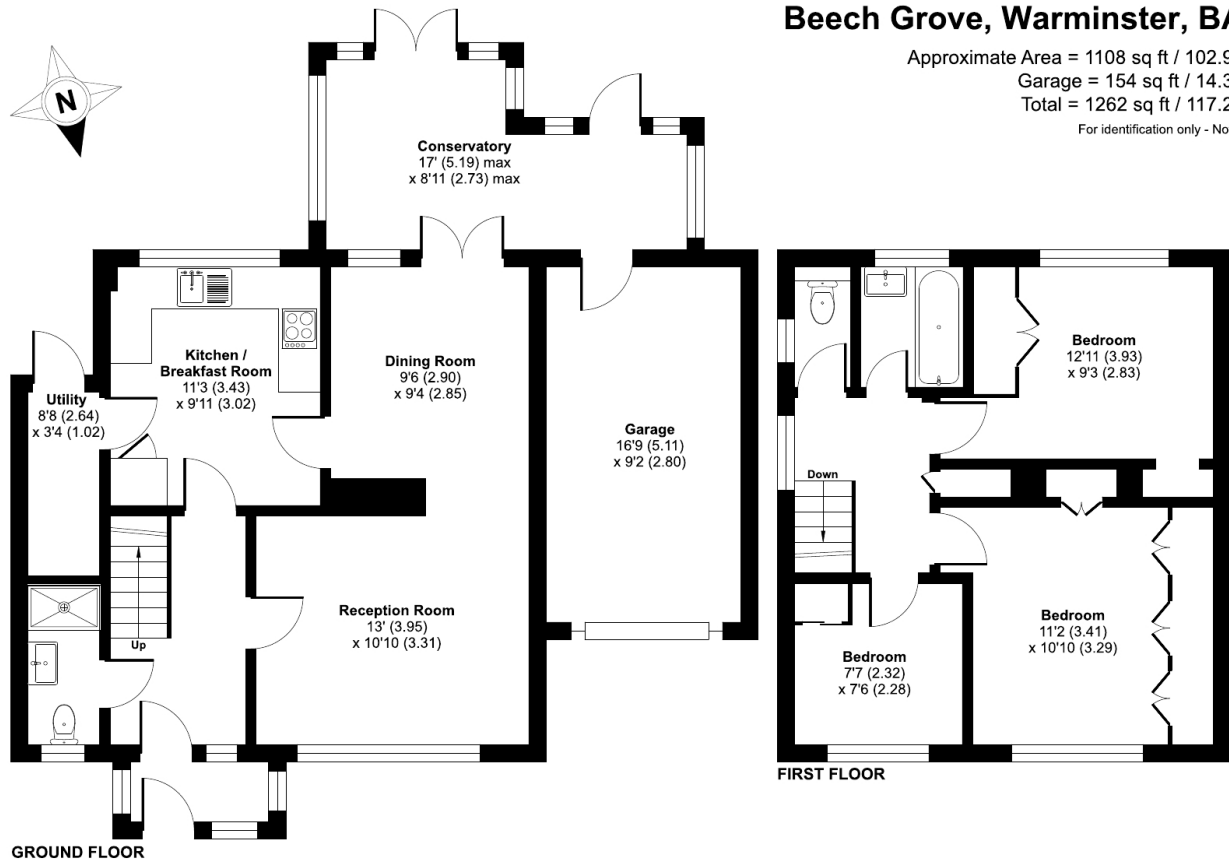 Beech Grove, Warminster, BA
Approximate Area = 1108 sq ft / 102.9
Garage = 154 sq ft / 14.3
Total = 1262 sq ft / 117.2
For identification only - No
N
Conservatory
17' (5.19) max
x 8'11 (2.73) max
Kitchen /
Breakfast Room
11'3 (3.43)
x 9'11 (3.02)
Dining Room
9'6 (2.90)
x 9'4 (2.85)
Utility
8'8 (2.64)
x 3'4 (1.02)
Garage
16'9 (5.11)
x 9'2 (2.80)
Reception Room
13' (3.95)
x 10'10 (3.31)
Up
GROUND FLOOR
Bedroom
12'11 (3.93)
x 9'3 (2.83)
Down
Bedroom
11'2 (3.41)
x 10'10 (3.29)
Bedroom
7'7 (2.32)
x 7'6 (2.28)
FIRST FLOOR